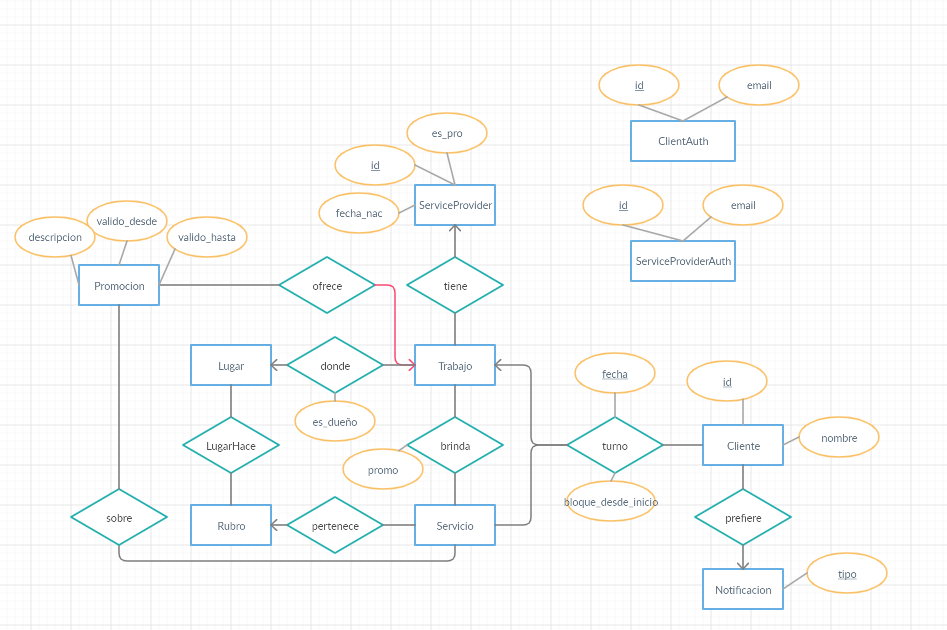 id
email
ClientAuth
es_pro
id
fecha_nac
ServiceProvider
id
email
ServiceProviderAuth
descripcion
valido_desde
valido_hasta
Promocion
ofrece
tiene
Lugar
donde
Trabajo
es_dueño
fecha
id
LugarHace
promo
brinda
turno
Cliente
nombre
bloque_desde_inicio
sobre
Rubro
pertenece
Servicio
prefiere
Notificacion
tipo